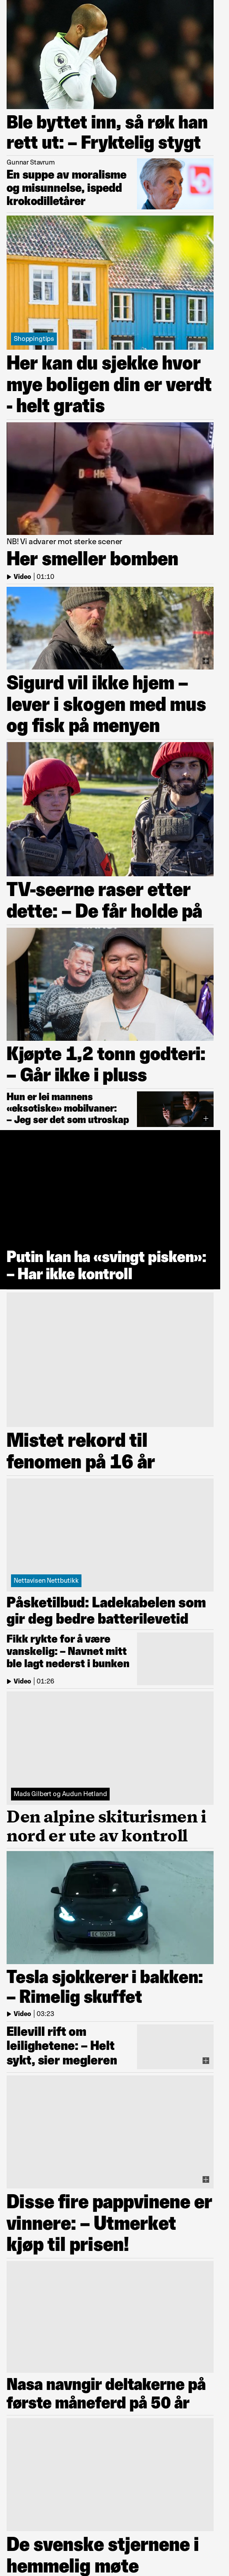 Ble byttet inn, så røk han
rett ut: – Fryktelig stygt
Gunnar Stavrum
En suppe av moralisme
og misunnelse, ispedd
krokodilletårer
Shoppingtips
Her kan du sjekke hvor
mye boligen din er verdt
- helt gratis
NB! Vi advarer mot sterke scener
Her smeller bomben
Video | 01:10
Sigurd vil ikke hjem –
lever i skogen med mus
og fisk på menyen
TV-seerne raser etter
dette: – De får holde på
Kjøpte 1,2 tonn godteri:
– Går ikke i pluss
Hun er lei mannens
«eksotiske» mobilvaner:
– Jeg ser det som utroskap
Putin kan ha «svingt pisken»:
– Har ikke kontroll
Mistet rekord til
fenomen på 16 år
Nettavisen Nettbutikk
Påsketilbud: Ladekabelen som
gir deg bedre batterilevetid
Fikk rykte for å være
vanskelig: – Navnet mitt
ble lagt nederst i bunken
Video | 01:26
Mads Gilbert og Audun Hetland
Den alpine skiturismen i
nord er ute av kontroll
Tesla sjokkerer i bakken:
– Rimelig skuffet
Video | 03:23
Ellevill rift om
leilighetene: – Helt
sykt, sier megleren
Disse fire pappvinene er
vinnere: – Utmerket
kjøp til prisen!
Nasa navngir deltakerne på
første måneferd på 50 år
De svenske stjernene i
hemmelig møte